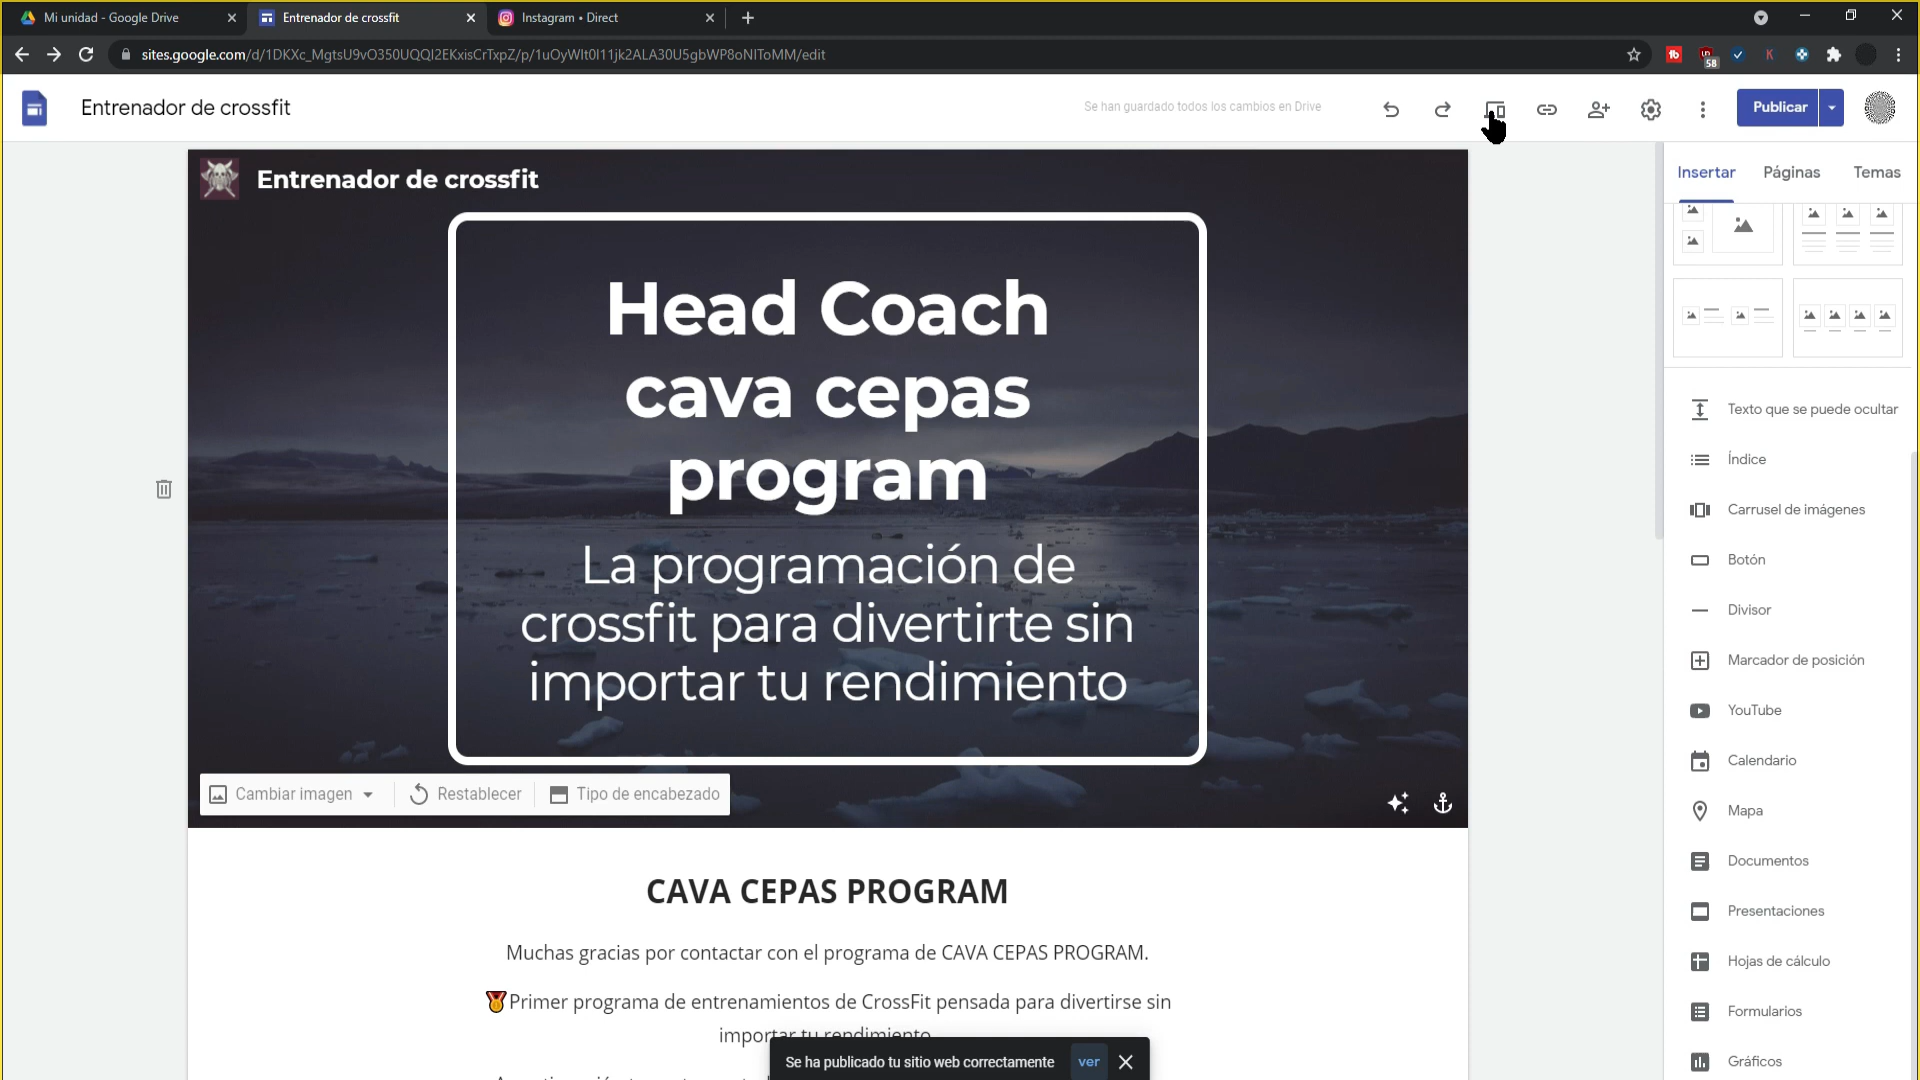 Mi unidad - Google Drive
Entrenador de crossfit
Instagram • Direct
sites.google.com/d/1DKXc_MgtsU9vO350UQQI2EKxisCrTxpZ/p/1uOyWIt0I11jk2ALA30U5gbWP8oNIToMM/edit
58
Entrenador de crossfit
Se han guardado todos los cambios en Drive
Publicar
Entrenador de crossfit
Head Coach
cava cepas
program
La programación de
crossfit para divertirte sin
importar tu rendimiento
Cambiar imagen
Restablecer
Tipo de encabezado
CAVA CEPAS PROGRAM
Muchas gracias por contactar con el programa de CAVA CEPAS PROGRAM.
🏅Primer programa de entrenamientos de CrossFit pensada para divertirse sin
importar tu rendimiento
Se ha publicado tu sitio web correctamente
ver
Insertar
Páginas
Temas
Texto que se puede ocultar
Índice
Carrusel de imágenes
Botón
Divisor
Marcador de posición
YouTube
Calendario
Mapa
Documentos
Presentaciones
Hojas de cálculo
Formularios
Gráficos